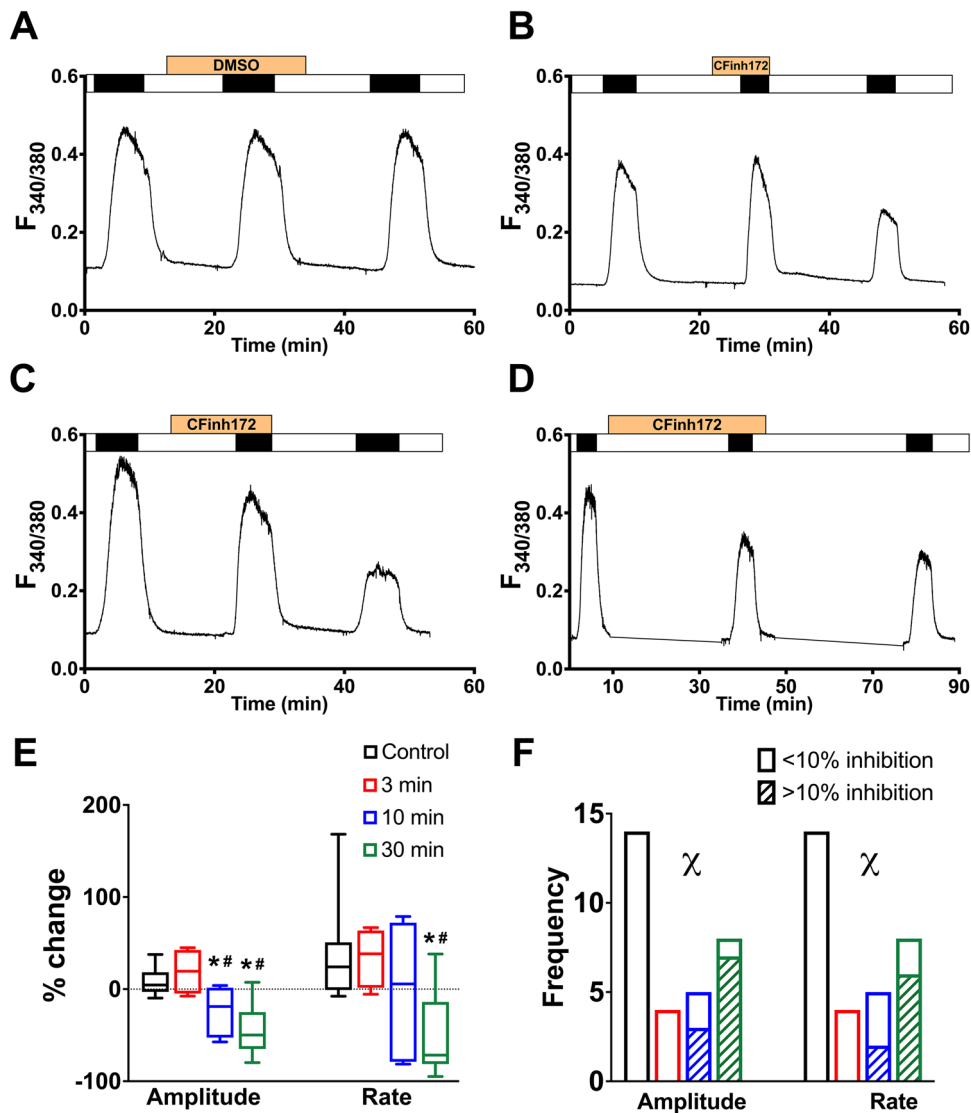 A
DMSO
0.6
0.4
0.2
0.0
F340/380
0 20 40 60
Time (min)
B
CFinh172
0.6
0.4
0.2
0.0
F340/380
0 20 40 60
Time (min)
C
CFinh172
0.6
0.4
0.2
0.0
F340/380
0 20 40 60
Time (min)
D
CFinh172
0.6
0.4
0.2
0.0
F340/380
10 30 50 70 90
Time (min)
E
Control
3 min
10 min
30 min
200
100
0
-100
% change
*# *#
*#
Amplitude Rate
F
<10% inhibition
>10% inhibition
15
10
5
0
Frequency
χ χ
Amplitude Rate